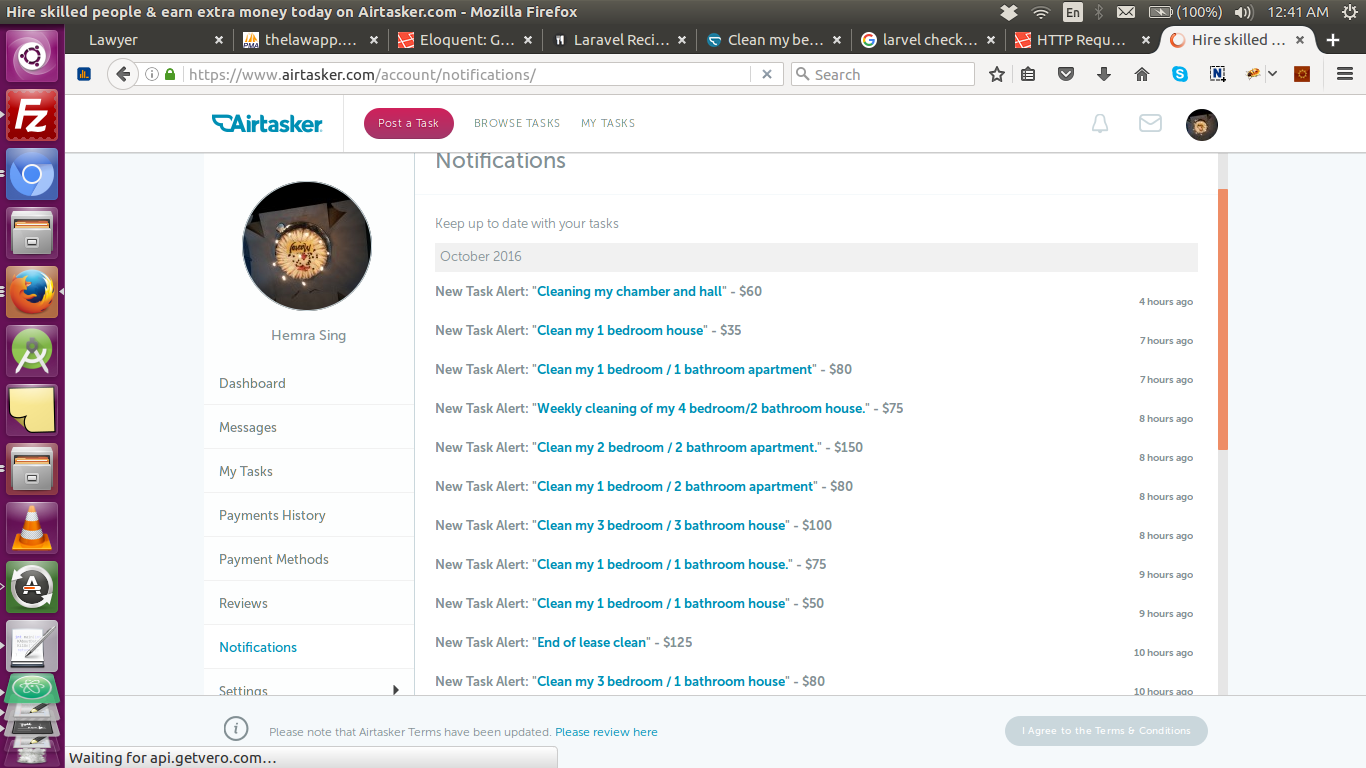 Hire skilled people & earn extra money today on Airtasker.com - Mozilla Firefox
En
(100%)
12:41 AM
Lawyer
thelawapp....
Eloquent: G...
Laravel Reci...
Clean my be...
larvel check...
HTTP Requ...
Hire skilled ...
https://www.airtasker.com/account/notifications/
Search
Airtasker
Post a Task
BROWSE TASKS
MY TASKS
Notifications
Keep up to date with your tasks
October 2016
New Task Alert: "Cleaning my chamber and hall" - $60
4 hours ago
New Task Alert: "Clean my 1 bedroom house" - $35
7 hours ago
New Task Alert: "Clean my 1 bedroom / 1 bathroom apartment" - $80
7 hours ago
New Task Alert: "Weekly cleaning of my 4 bedroom/2 bathroom house." - $75
8 hours ago
New Task Alert: "Clean my 2 bedroom / 2 bathroom apartment." - $150
8 hours ago
New Task Alert: "Clean my 1 bedroom / 2 bathroom apartment" - $80
8 hours ago
New Task Alert: "Clean my 3 bedroom / 3 bathroom house" - $100
8 hours ago
New Task Alert: "Clean my 1 bedroom / 1 bathroom house." - $75
9 hours ago
New Task Alert: "Clean my 1 bedroom / 1 bathroom house" - $50
9 hours ago
New Task Alert: "End of lease clean" - $125
10 hours ago
New Task Alert: "Clean my 3 bedroom / 1 bathroom house" - $80
10 hours ago
Hemra Sing
Dashboard
Messages
My Tasks
Payments History
Payment Methods
Reviews
Notifications
Settings
Please note that Airtasker Terms have been updated. Please review here
I Agree to the Terms & Conditions
Waiting for api.getvero.com...